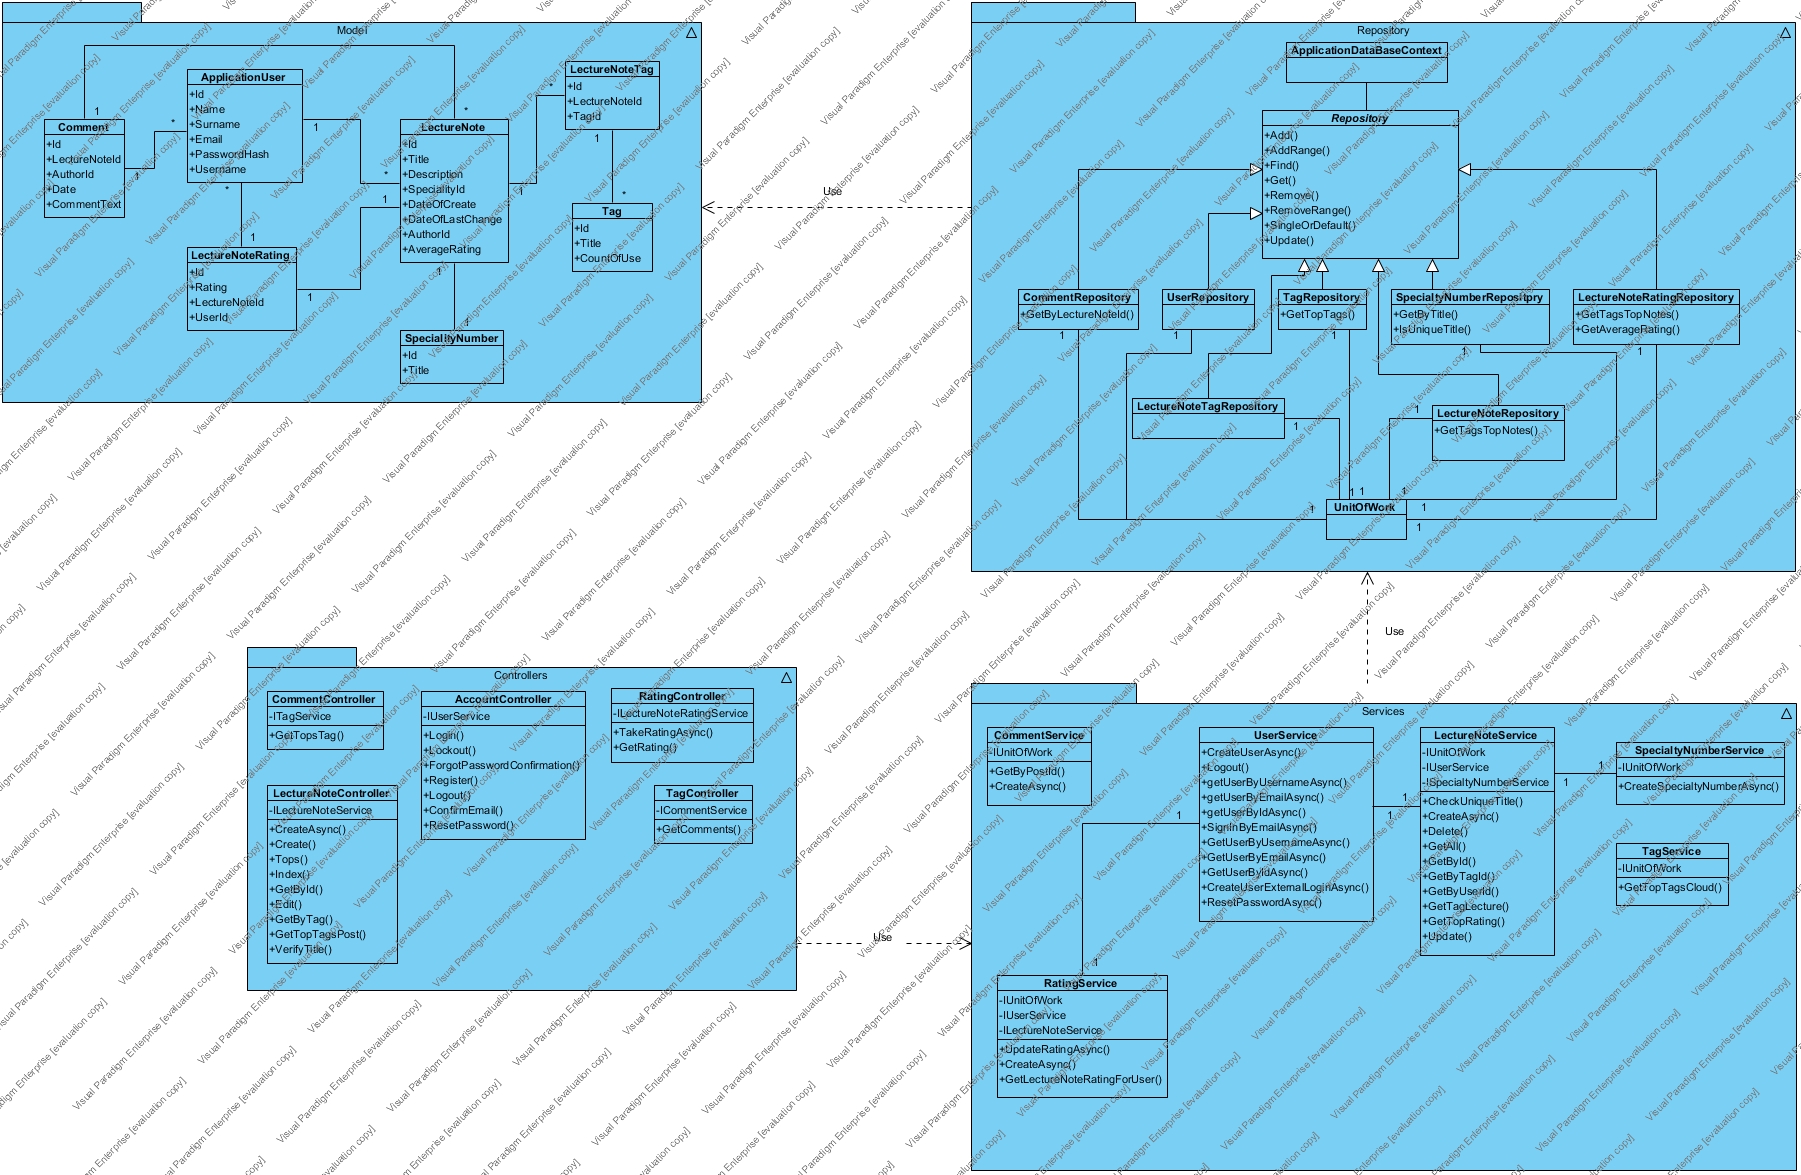 Model
ApplicationUser
+Id
+Name
+Surname
+Email
+PasswordHash
+Username
Comment
+Id
+LectureNoteId
+AuthorId
+Date
+CommentText
LectureNote
+Id
+Title
+Description
+SpecialityId
+DateOfCreate
+DateOfLastChange
+AuthorId
+AverageRating
LectureNoteTag
+Id
+LectureNoteId
+TagId
Tag
+Id
+Title
+CountOfUse
LectureNoteRating
+Id
+Rating
+LectureNoteId
+UserId
SpecialtyNumber
+Id
+Title
1
*
*
1
1
*
*
1
1
1
*
1
1
*
1
1
Use
Repository
ApplicationDataBaseContext
Repository
+Add()
+AddRange()
+Find()
+Get()
+Remove()
+RemoveRange()
+SingleOrDefault()
+Update()
CommentRepository
+GetByLectureNoteId()
UserRepository
TagRepository
+GetTopTags()
SpecialtyNumberRepositpry
+GetByTitle()
+IsUniqueTitle()
LectureNoteRatingRepository
+GetTagsTopNotes()
+GetAverageRating()
LectureNoteTagRepository
LectureNoteRepository
+GetTagsTopNotes()
UnitOfWork
1
1
1
1
1
1
1
1
1
1
1
1
1
Use
Controllers
CommentController
-ITagService
+GetTopsTag()
AccountController
-IUserService
+Login()
+Lockout()
+ForgotPasswordConfirmation()
+Register()
+Logout()
+ConfirmEmail()
+ResetPassword()
RatingController
-ILectureNoteRatingService
+TakeRatingAsync()
+GetRating()
LectureNoteController
-ILectureNoteService
+CreateAsync()
+Create()
+Tops()
+Index()
+GetById()
+Edit()
+GetByTag()
+GetTopTagsPost()
+VerifyTitle()
TagController
-ICommentService
+GetComments()
Use
Services
CommentService
-IUnitOfWork
+GetByPostId()
+CreateAsync()
UserService
+CreateUserAsync()
+Logout()
+getUserByUsernameAsync()
+getUserByEmailAsync()
+getUserByIdAsync()
+SignInByEmailAsync()
+GetUserByUsernameAsync()
+GetUserByEmailAsync()
+GetUserByIdAsync()
+CreateUserExternalLoginAsync()
+ResetPasswordAsync()
LectureNoteService
-IUnitOfWork
-IUserService
-ISpecialtyNumberService
+CheckUniqueTitle()
+CreateAsync()
+Delete()
+GetAll()
+GetById()
+GetByTagId()
+GetByUserId()
+GetTagLecture()
+GetTopRating()
+Update()
SpecialtyNumberService
-IUnitOfWork
+CreateSpecialtyNumberAsync()
TagService
-IUnitOfWork
+GetTopTagsCloud()
RatingService
-IUnitOfWork
-IUserService
-ILectureNoteService
+UpdateRatingAsync()
+CreateAsync()
+GetLectureNoteRatingForUser()
1
1
1
1
1
1
Visual Paradigm Enterprise [evaluation copy]